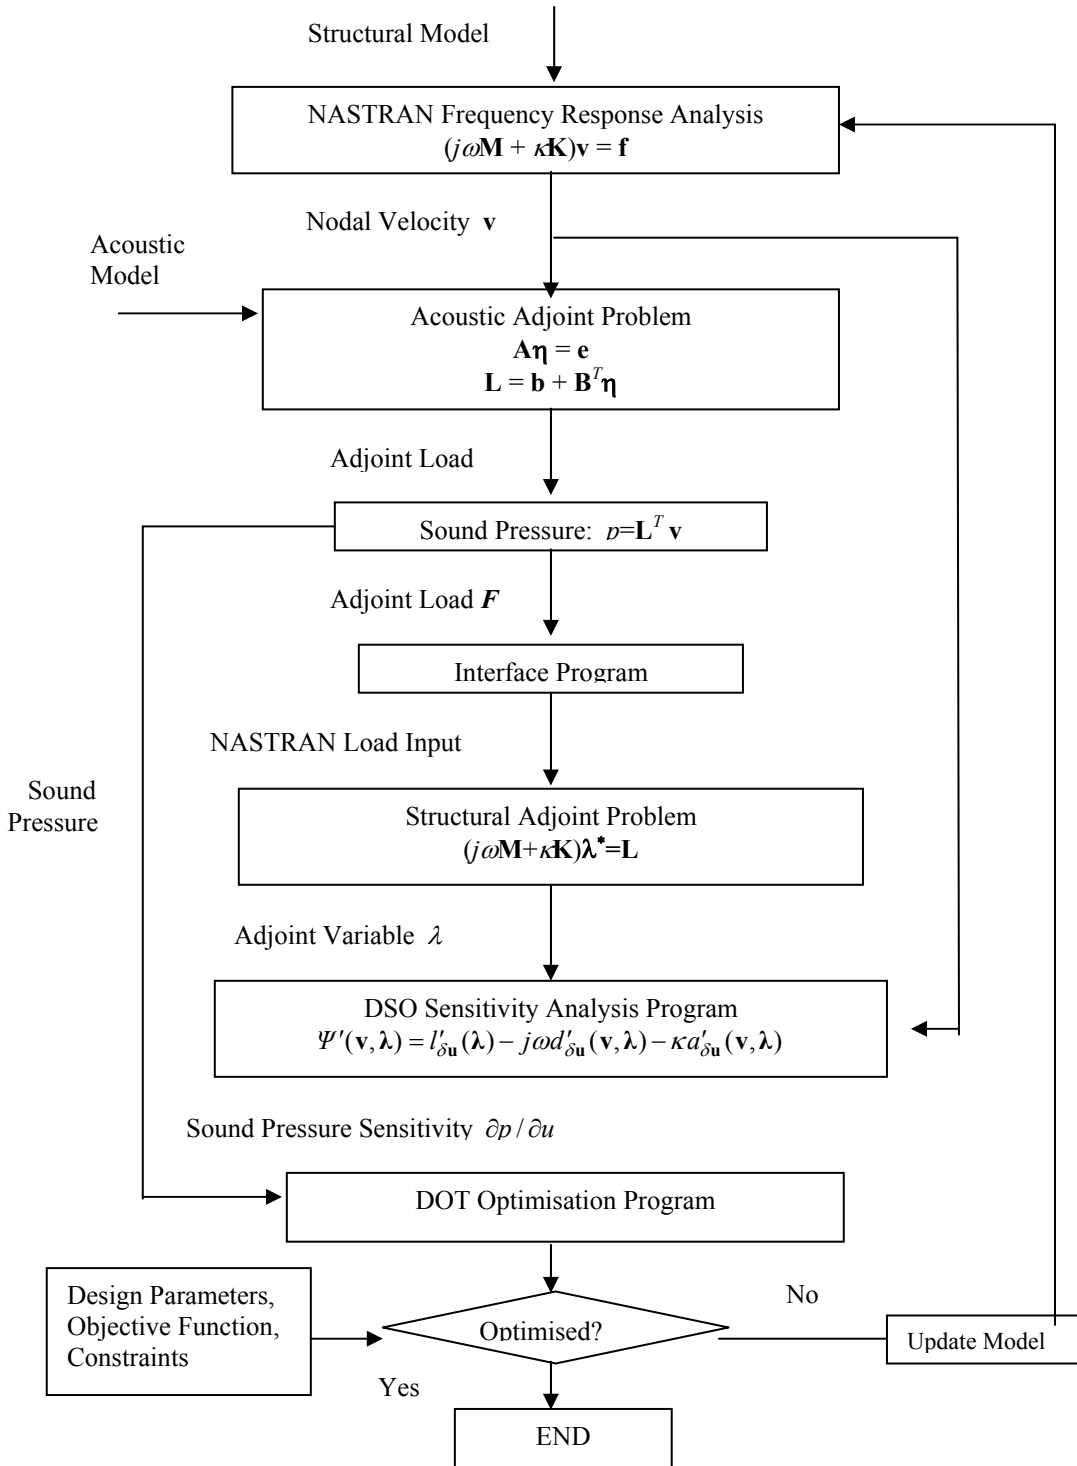 Structural Model
NASTRAN Frequency Response Analysis
(jωM + κK)v = f
Nodal Velocity v
Acoustic
Model
Acoustic Adjoint Problem
Aη = e
L = b + Bᵀη
Adjoint Load
Sound Pressure: p=Lᵀ v
Adjoint Load F
Interface Program
NASTRAN Load Input
Sound
Pressure
Structural Adjoint Problem
(jωM+κK)λ*=L
Adjoint Variable λ
DSO Sensitivity Analysis Program
Ψ′(v, λ) = l′δu(λ) − jωd′δu(v, λ) − κa′δu(v, λ)
Sound Pressure Sensitivity ∂p / ∂u
DOT Optimisation Program
Design Parameters,
Objective Function,
Constraints
Optimised?
No
Update Model
Yes
END